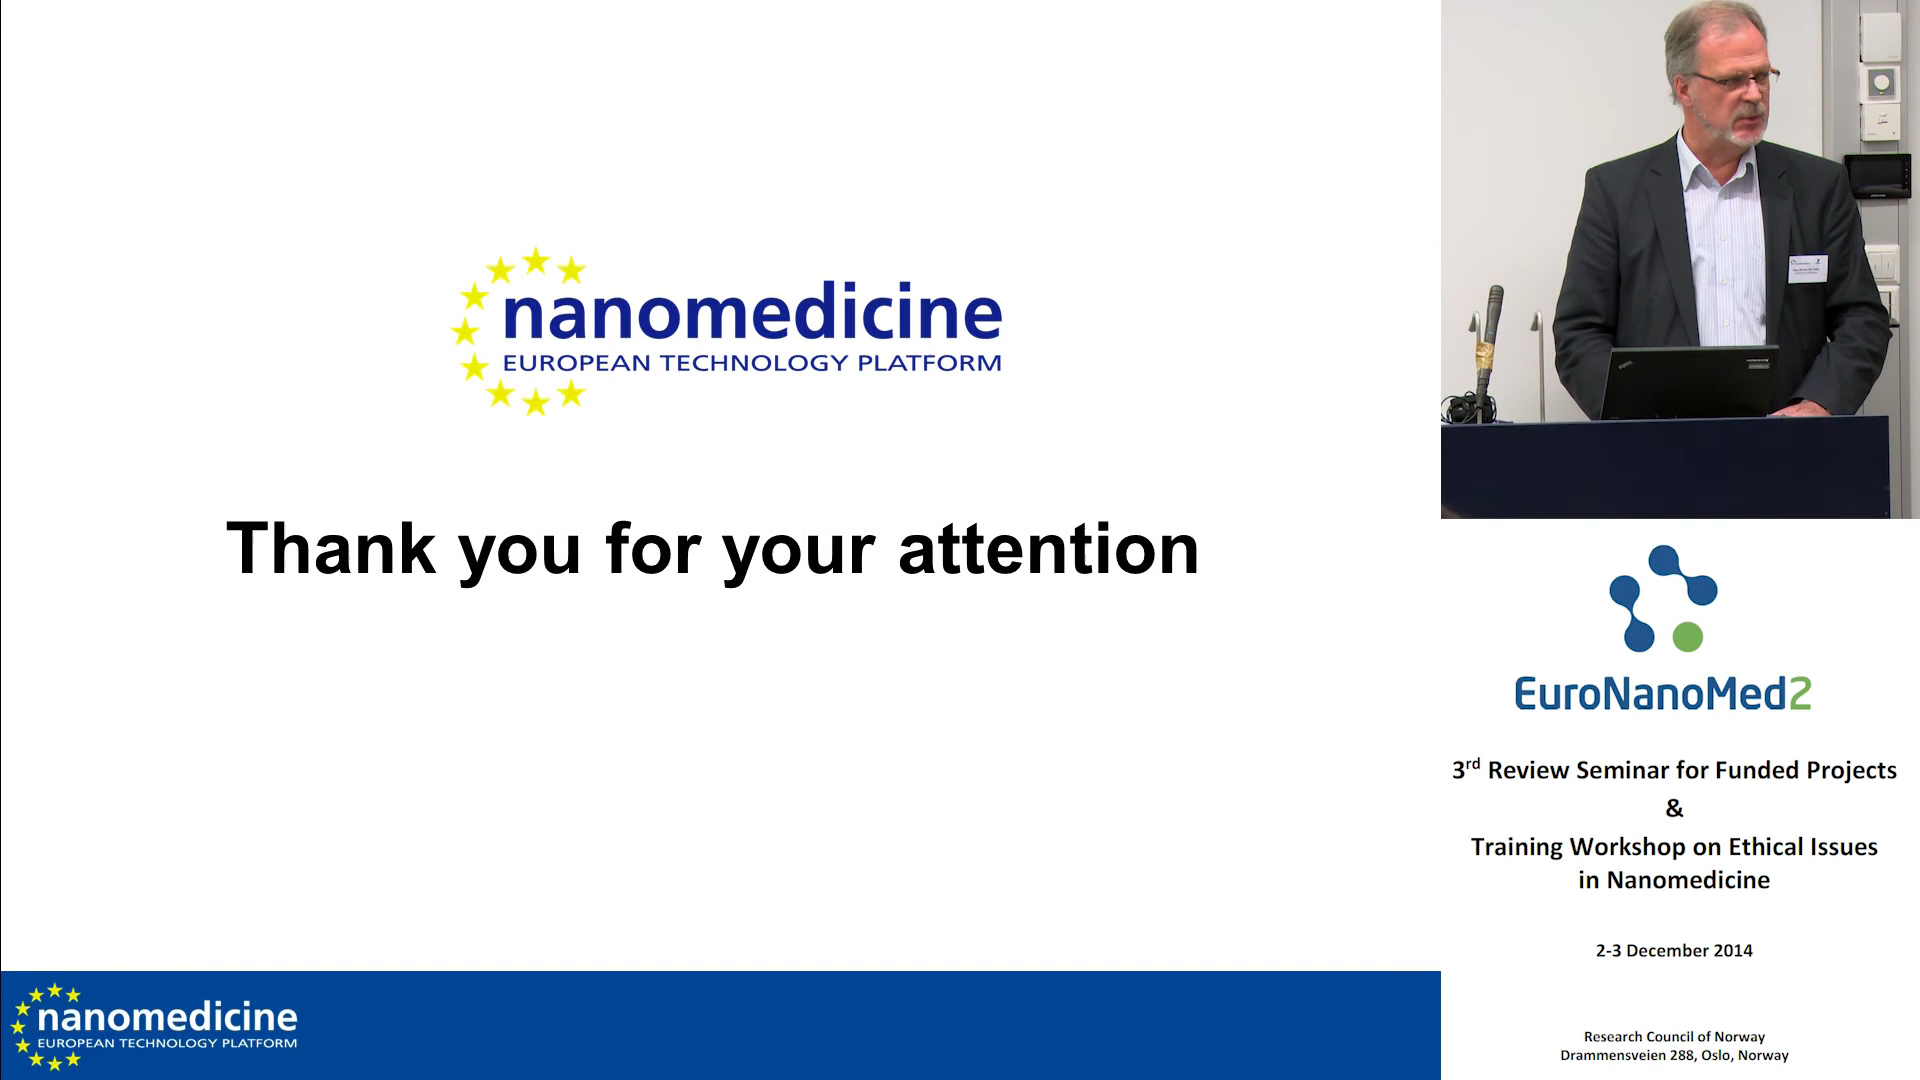 nanomedicine
EUROPEAN TECHNOLOGY PLATFORM
Thank you for your attention
nanomedicine
EUROPEAN TECHNOLOGY PLATFORM
EuroNanoMed2
3rd Review Seminar for Funded Projects
&
Training Workshop on Ethical Issues
in Nanomedicine
2-3 December 2014
Research Council of Norway
Drammensveien 288, Oslo, Norway